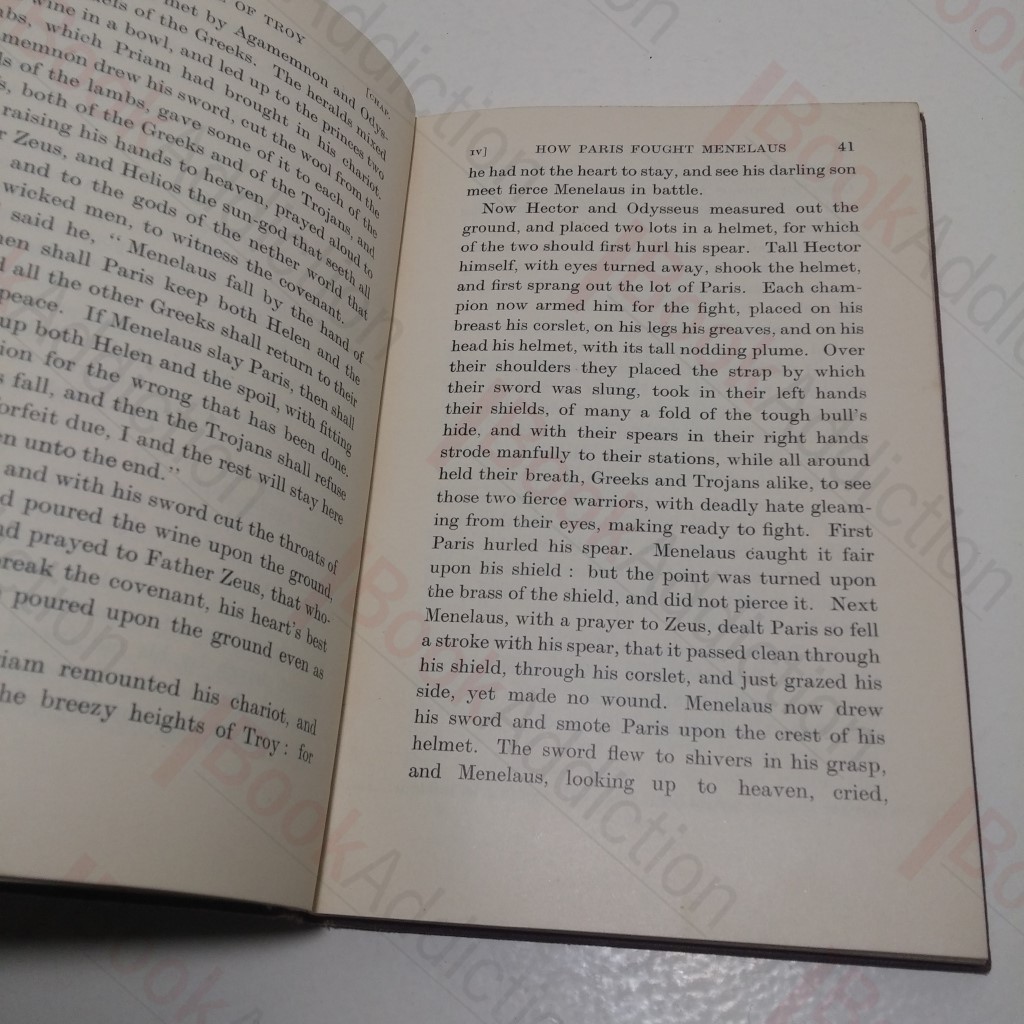 OF TROY
[CHAP.
met by Agamemnon and Odys-
of the Greeks. The heralds mixed
wine in a bowl, and led up to the princes two
which Priam had brought in his chariot.
drew his sword, cut the wool from the
of the lambs, gave some of it to each of the
both of the Greeks and of the Trojans, and
raising his hands to heaven, prayed aloud to
Zeus, and Helios the sun-god that seeth all
and to the gods of the nether world that
wicked men, to witness the covenant.
said he, " Menelaus fall by the hand of
shall Paris keep both Helen and the
all the other Greeks shall return to their
peace. If Menelaus slay Paris, then shall
up both Helen and the spoil, with fitting
for the wrong that has been done.
fall, and then the Trojans shall refuse
forfeit due, I and the rest will stay here
unto the end."
and with his sword cut the throats of
poured the wine upon the ground,
prayed to Father Zeus, that who-
break the covenant, his heart's best
poured upon the ground even as
remounted his chariot, and
the breezy heights of Troy: for
IV] HOW PARIS FOUGHT MENELAUS 41
he had not the heart to stay, and see his darling son
meet fierce Menelaus in battle.
Now Hector and Odysseus measured out the
ground, and placed two lots in a helmet, for which
of the two should first hurl his spear. Tall Hector
himself, with eyes turned away, shook the helmet,
and first sprang out the lot of Paris. Each cham-
pion now armed him for the fight, placed on his
breast his corslet, on his legs his greaves, and on his
head his helmet, with its tall nodding plume. Over
their shoulders they placed the strap by which
their sword was slung, took in their left hands
their shields, of many a fold of the tough bull's
hide, and with their spears in their right hands
strode manfully to their stations, while all around
held their breath, Greeks and Trojans alike, to see
those two fierce warriors, with deadly hate gleam-
ing from their eyes, making ready to fight. First
Paris hurled his spear. Menelaus caught it fair
upon his shield : but the point was turned upon
the brass of the shield, and did not pierce it. Next
Menelaus, with a prayer to Zeus, dealt Paris so fell
a stroke with his spear, that it passed clean through
his shield, through his corslet, and just grazed his
side, yet made no wound. Menelaus now drew
his sword and smote Paris upon the crest of his
helmet. The sword flew to shivers in his grasp,
and Menelaus, looking up to heaven, cried,
BookAddiction